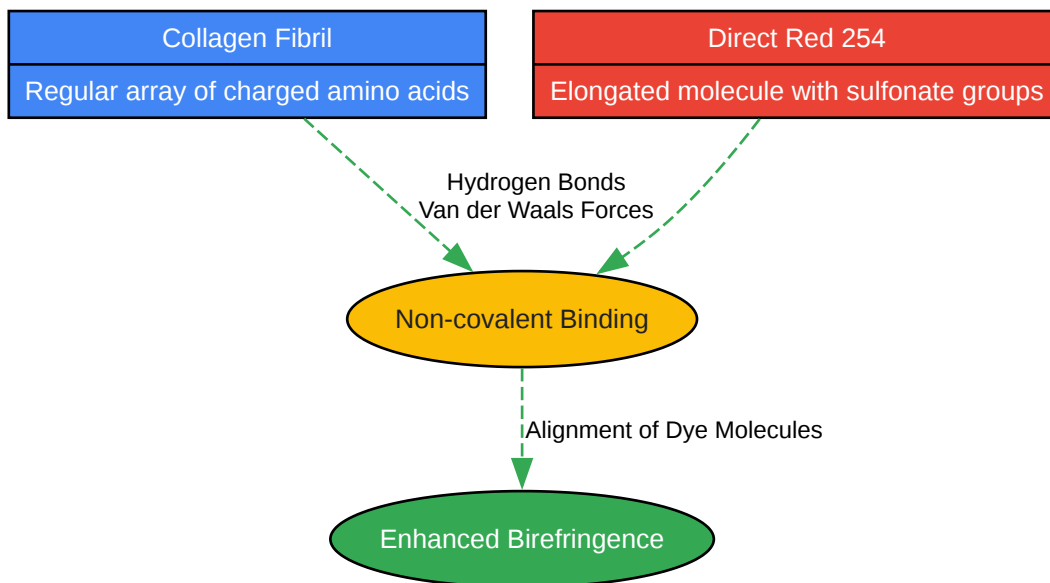 Collagen Fibril
Regular array of charged amino acids
Direct Red 254
Elongated molecule with sulfonate groups
Hydrogen Bonds
Van der Waals Forces
Non-covalent Binding
Alignment of Dye Molecules
Enhanced Birefringence